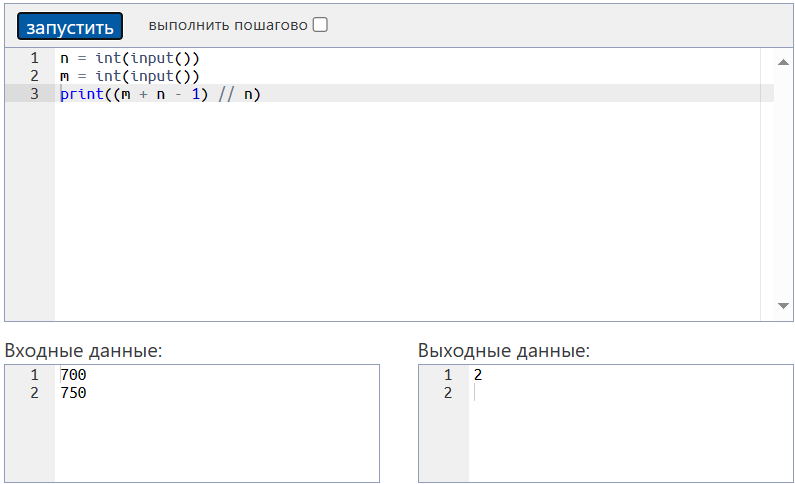 запустить выполнить пошагово
1 n = int(input())
2 m = int(input())
3 print((m + n - 1) // n)
Входные данные:
1 700
2 750
Выходные данные:
1 2
2